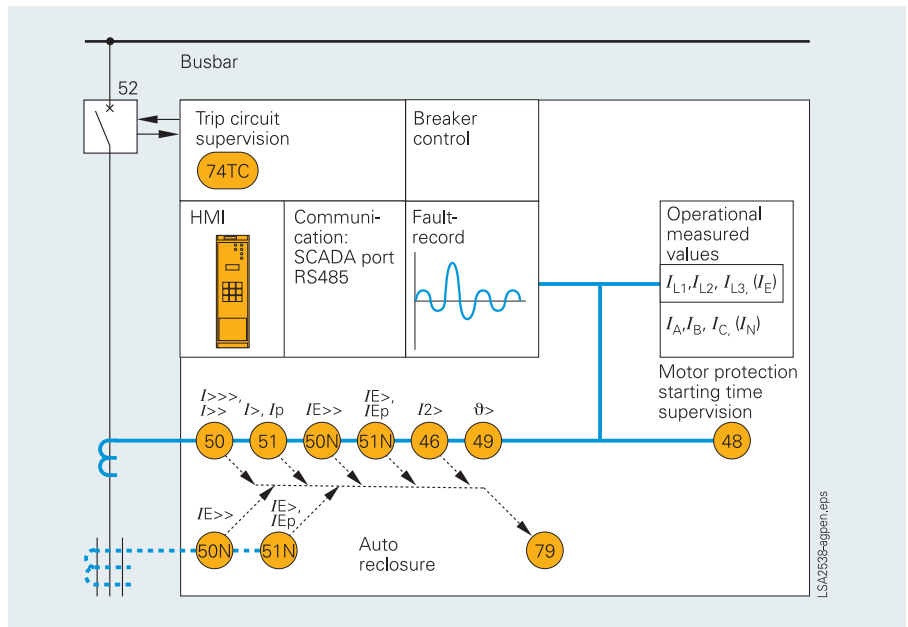 Busbar
52
Trip circuit
supervision
74TC
Breaker
control
HMI
Communi-
cation:
SCADA port
RS485
Fault-
record
Operational
measured
values
IL1,IL2, IL3, (IE)
IA,IB, IC, (IN)
Motor protection
starting time
supervision
I>>>,
I>>
I>, Ip
IE>>
IE>,
IEp
I2>
ϑ>
50
51
50N
51N
46
49
48
IE>>
IE>,
IEp
50N
51N
Auto
reclosure
79
LSA2538-agpen.eps